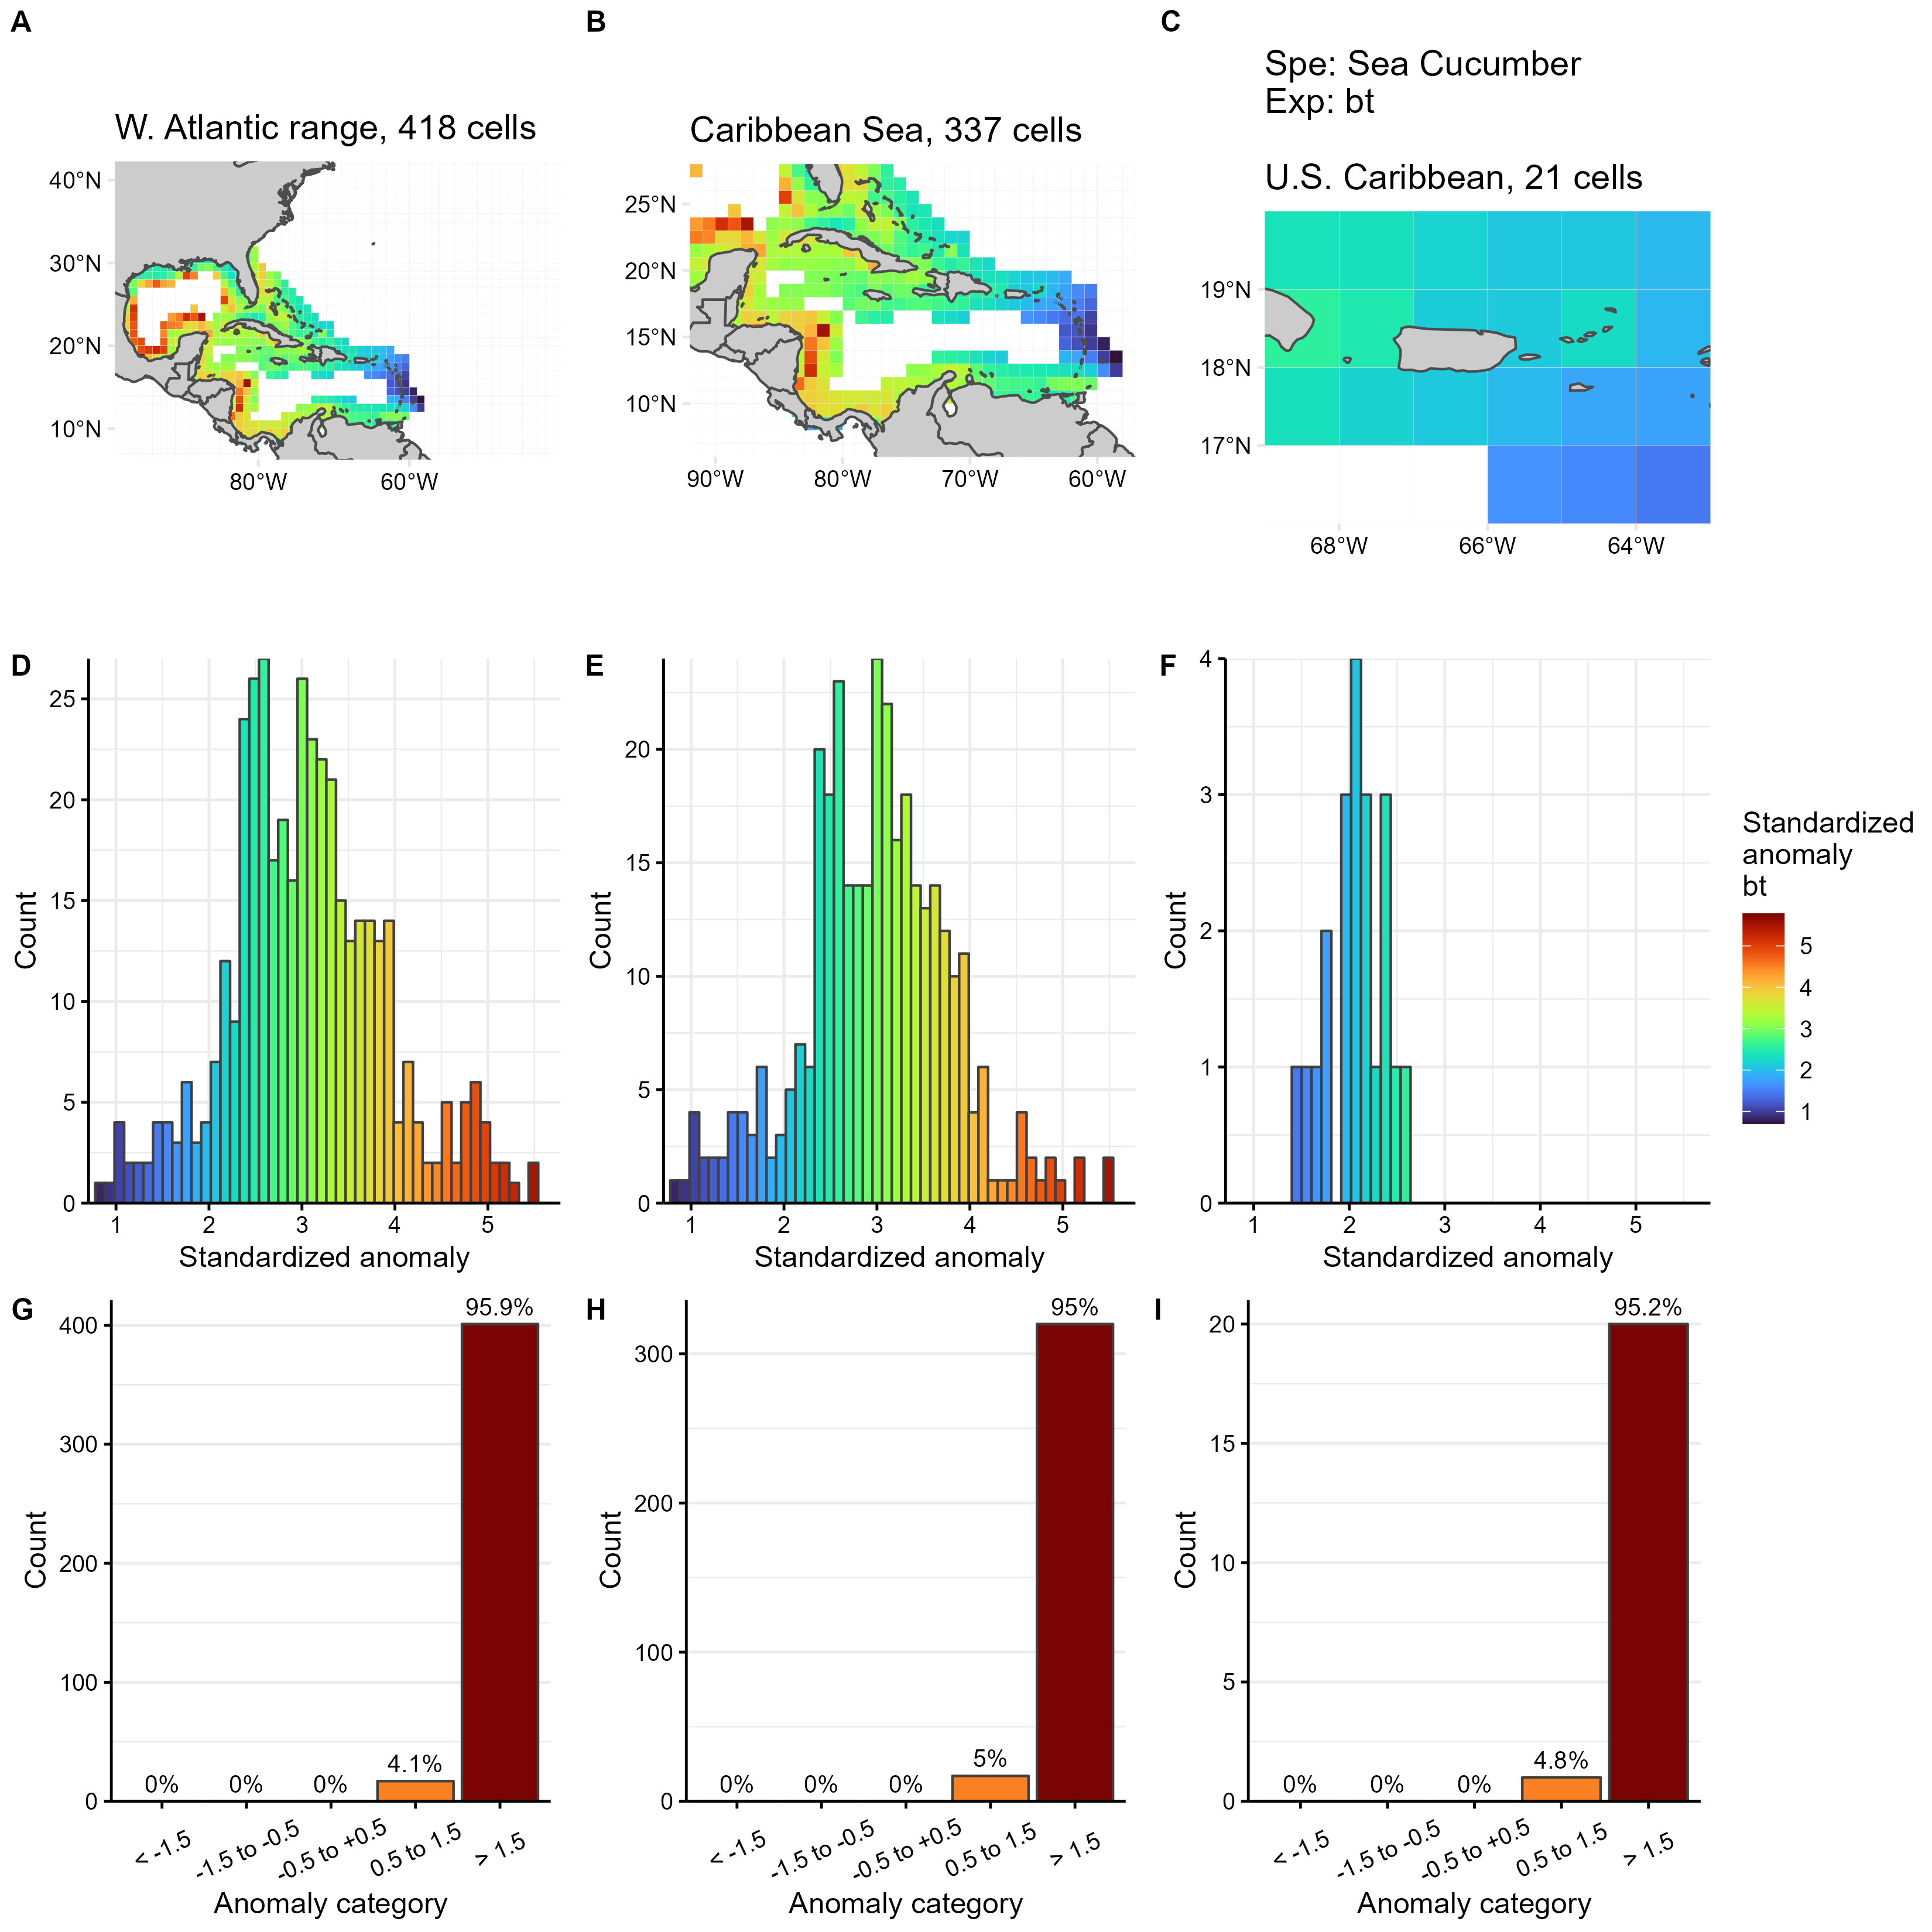 A
B
C
Spe: Sea Cucumber
Exp: bt
W. Atlantic range, 418 cells
Caribbean Sea, 337 cells
U.S. Caribbean, 21 cells
40°N
30°N
20°N
10°N
80°W
60°W
25°N
20°N
15°N
10°N
90°W
80°W
70°W
60°W
19°N
18°N
17°N
68°W
66°W
64°W
D
Count
25
20
15
10
5
0
1
2
3
4
5
Standardized anomaly
E
Count
20
15
10
5
0
1
2
3
4
5
Standardized anomaly
F
Count
4
3
2
1
0
1
2
3
4
5
Standardized anomaly
Standardized
anomaly
bt
5
4
3
2
1
G
Count
400
300
200
100
0
0%
0%
0%
4.1%
95.9%
< -1.5
-1.5 to -0.5
-0.5 to +0.5
0.5 to 1.5
> 1.5
Anomaly category
H
Count
300
200
100
0
0%
0%
0%
5%
95%
< -1.5
-1.5 to -0.5
-0.5 to +0.5
0.5 to 1.5
> 1.5
Anomaly category
I
Count
20
15
10
5
0
0%
0%
0%
4.8%
95.2%
< -1.5
-1.5 to -0.5
-0.5 to +0.5
0.5 to 1.5
> 1.5
Anomaly category